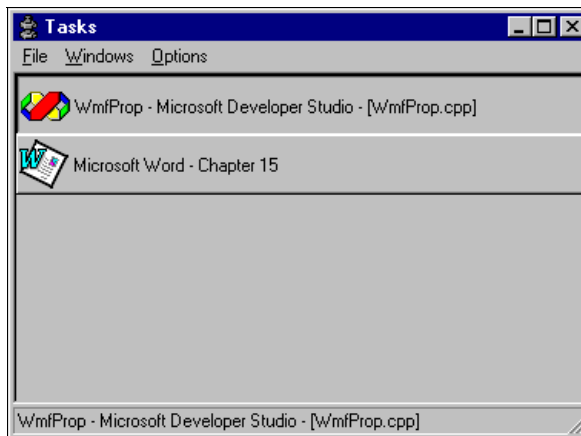 Tasks
File Windows Options
WmfProp - Microsoft Developer Studio - [WmfProp.cpp]
Microsoft Word - Chapter 15
WmfProp - Microsoft Developer Studio - [WmfProp.cpp]